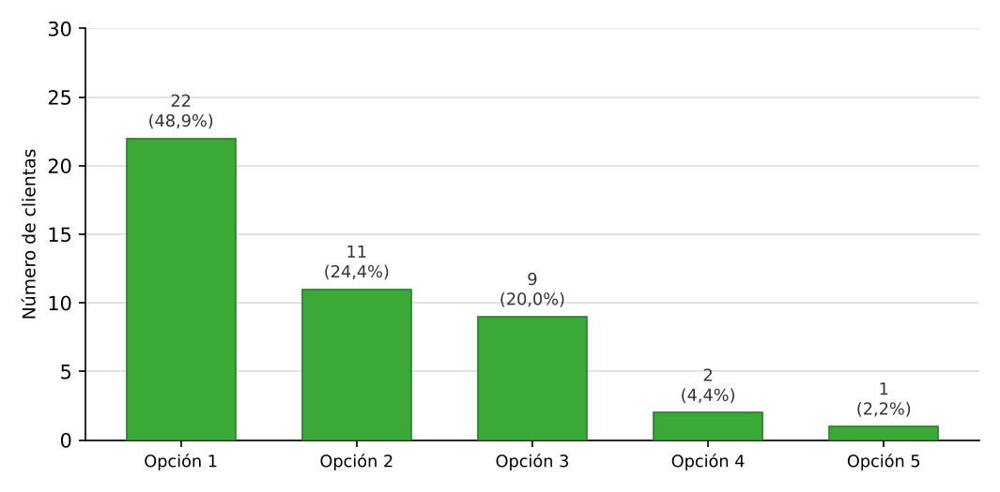 30
25
20
15
10
5
0
Número de clientas
22
(48,9%)
11
(24,4%)
9
(20,0%)
2
(4,4%)
1
(2,2%)
Opción 1
Opción 2
Opción 3
Opción 4
Opción 5